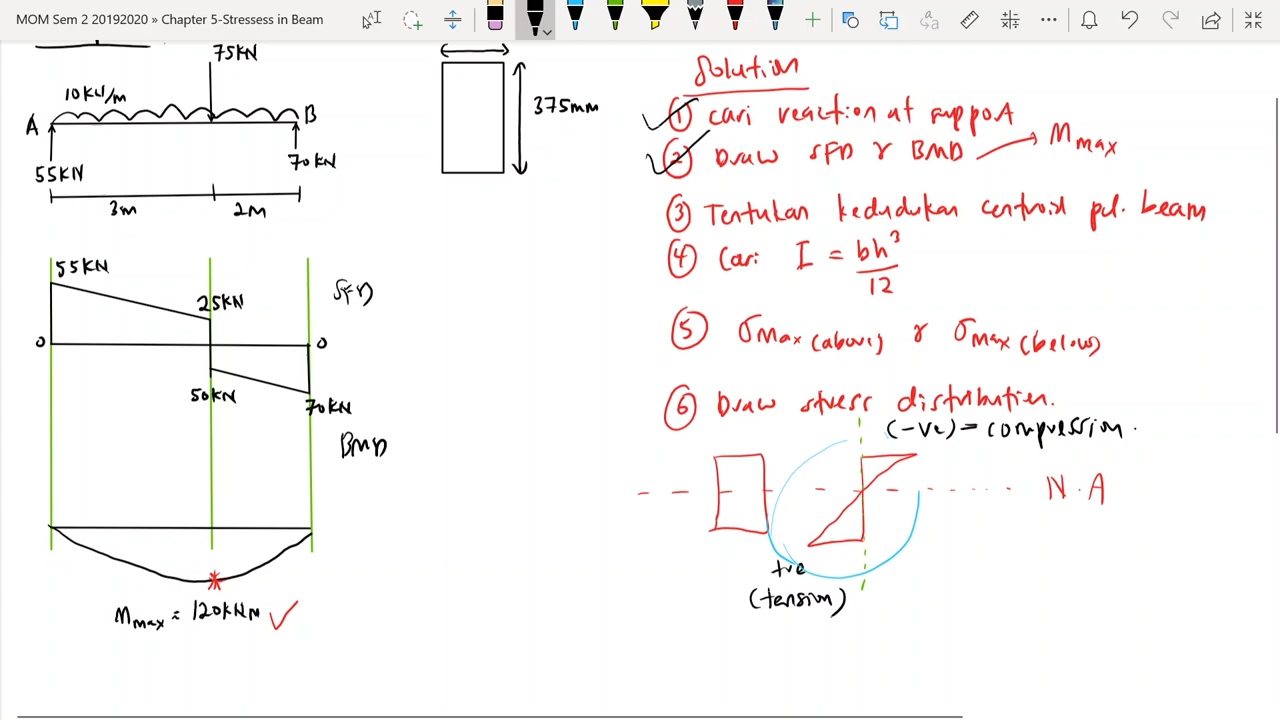 MOM Sem 2 20192020 » Chapter 5-Stressess in Beam
75KN
10KN/m
A
B
55KN
70KN
3m
2M
375mm
55KN
25KN
SFD
0
0
50KN
70KN
BMD
Mmax = 120KNM
Solution
① Cari reaction at support
② Draw SFD & BMD → Mmax
③ Tentukan kedudukan centroid pd. beam
④ Cari I = bh³/12
⑤ σmax (above) & σmax (below)
⑥ Draw stress distribution.
(-ve) = compression.
N.A
+ve
(tension)